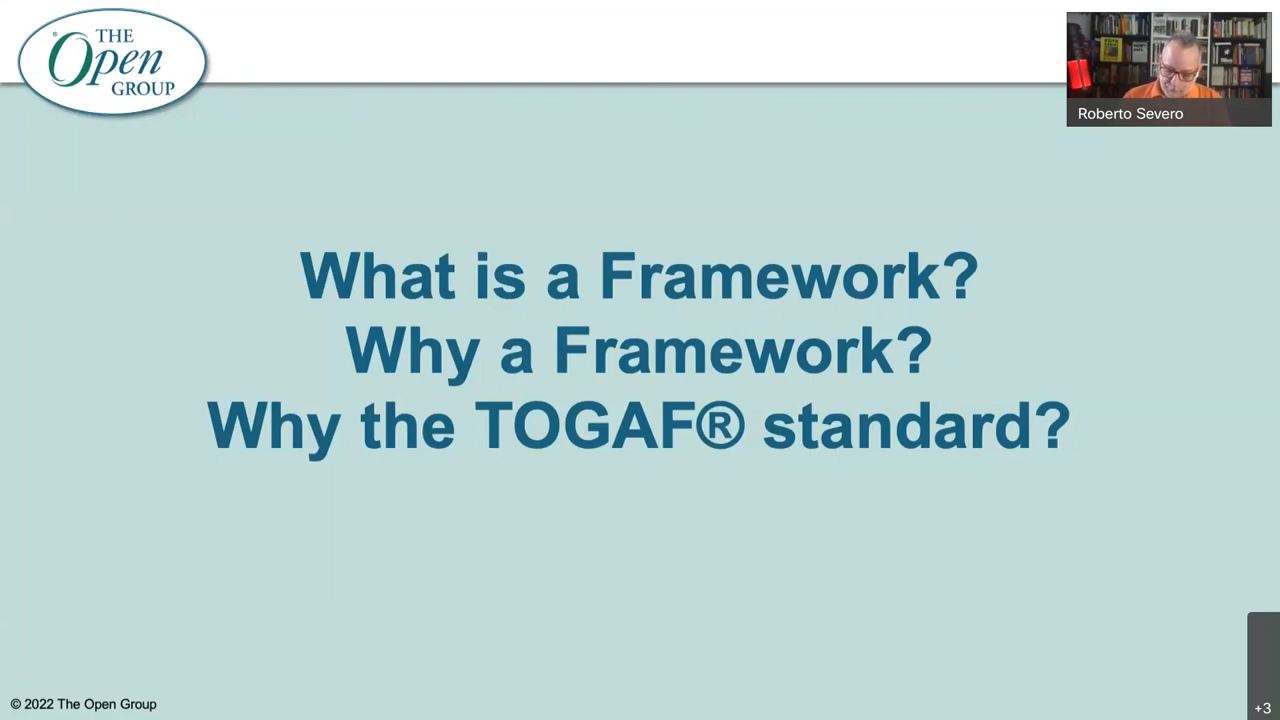 THE
Open
GROUP
Roberto Severo
What is a Framework?
Why a Framework?
Why the TOGAF® standard?
© 2022 The Open Group
+3